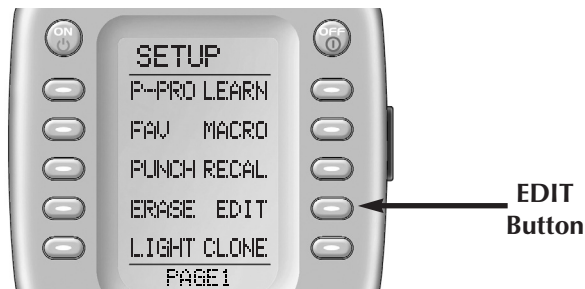 ON OFF
SETUP
P-PRO LEARN
FAV MACRO
PUNCH RECAL
ERASE EDIT
LIGHT CLONE
PAGE1
EDIT
Button